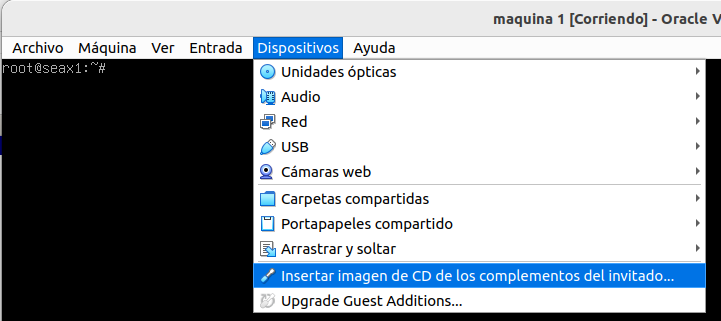 maquina 1 [Corriendo] - Oracle V
Archivo Máquina Ver Entrada Dispositivos Ayuda
root@seax1:~#
Unidades ópticas
Audio
Red
USB
Cámaras web
Carpetas compartidas
Portapapeles compartido
Arrastrar y soltar
Insertar imagen de CD de los complementos del invitado...
Upgrade Guest Additions...